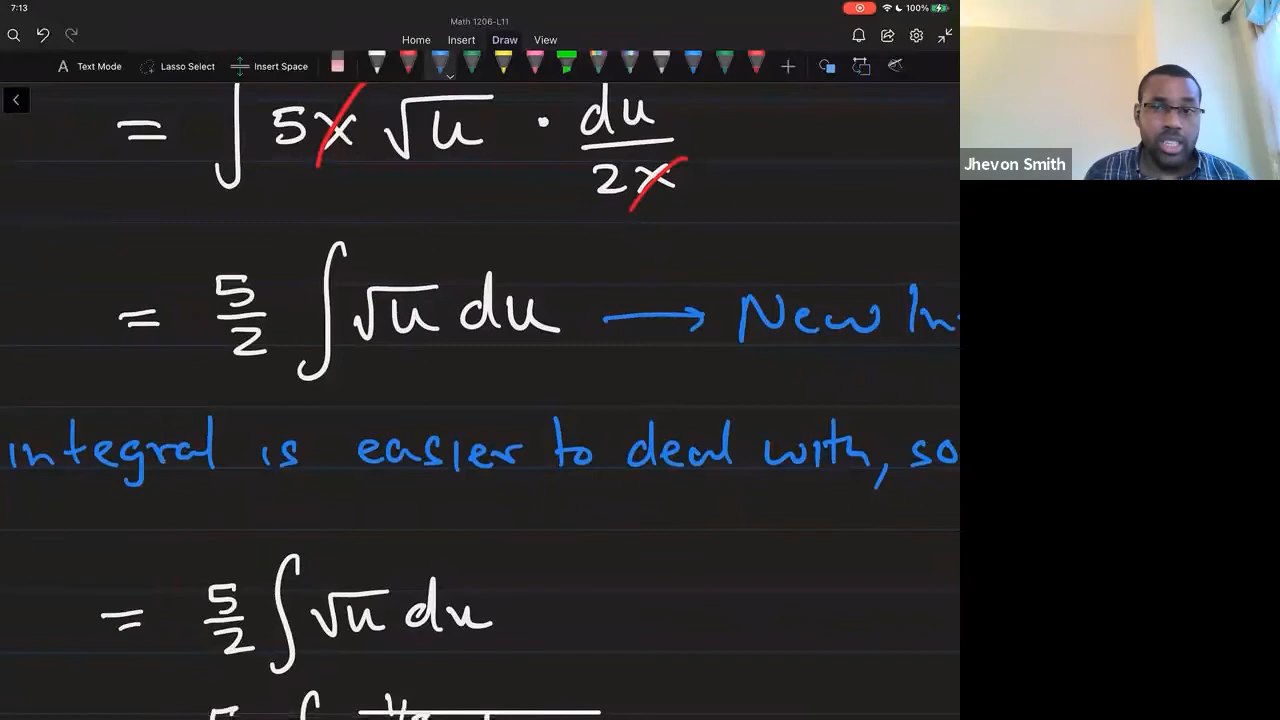 7:13
100%
Math 1206-L11
Home Insert Draw View
Text Mode Lasso Select Insert Space
= ∫ 5x √u · du/2x
Jhevon Smith
= 5/2 ∫ √u du → New In
integral is easier to deal with, so
= 5/2 ∫ √u du